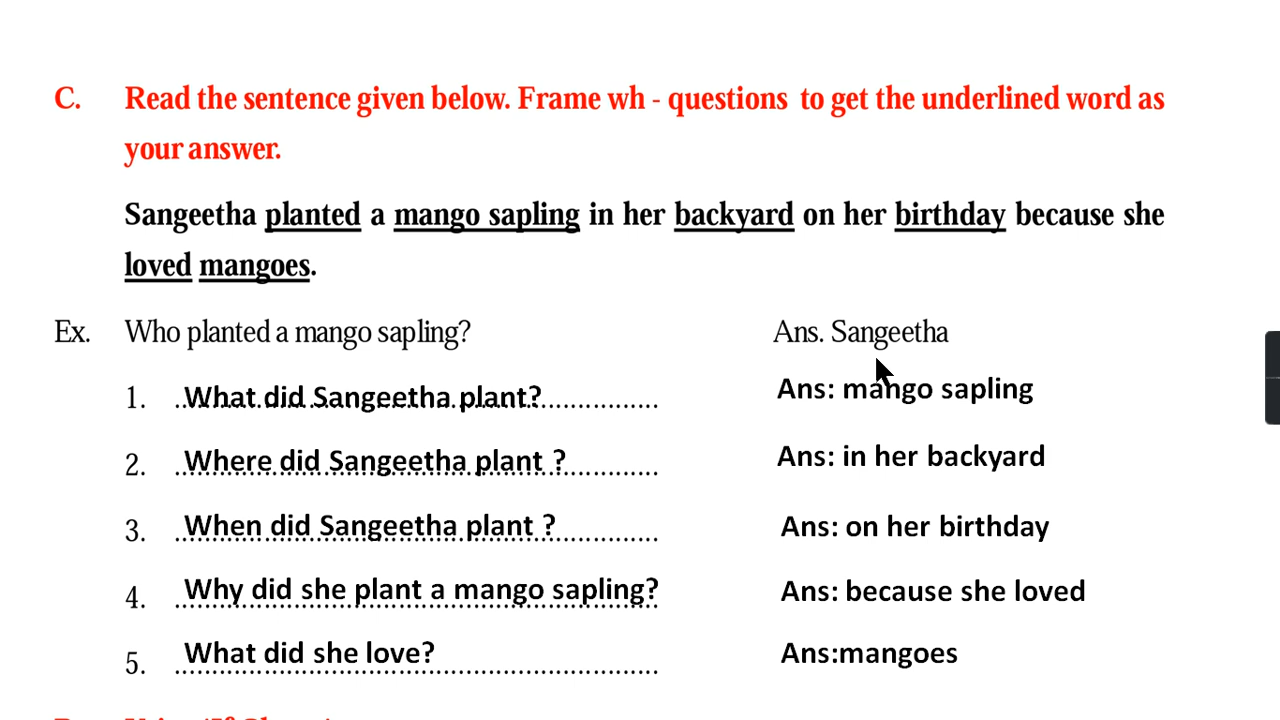 C. Read the sentence given below. Frame wh - questions to get the underlined word as
your answer.
Sangeetha planted a mango sapling in her backyard on her birthday because she
loved mangoes.
Ex. Who planted a mango sapling? Ans. Sangeetha
1. What did Sangeetha plant? Ans: mango sapling
2. Where did Sangeetha plant ? Ans: in her backyard
3. When did Sangeetha plant ? Ans: on her birthday
4. Why did she plant a mango sapling? Ans: because she loved
5. What did she love? Ans:mangoes